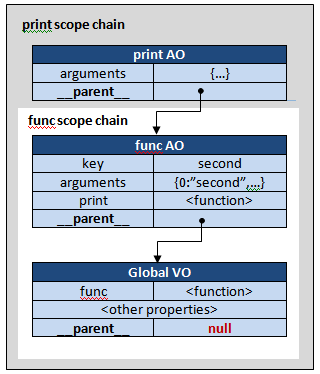 print scope chain
print AO
arguments {…}
__parent__
func scope chain
func AO
key second
arguments {0:”second”,…}
print <function>
__parent__
Global VO
func <function>
<other properties>
__parent__ null